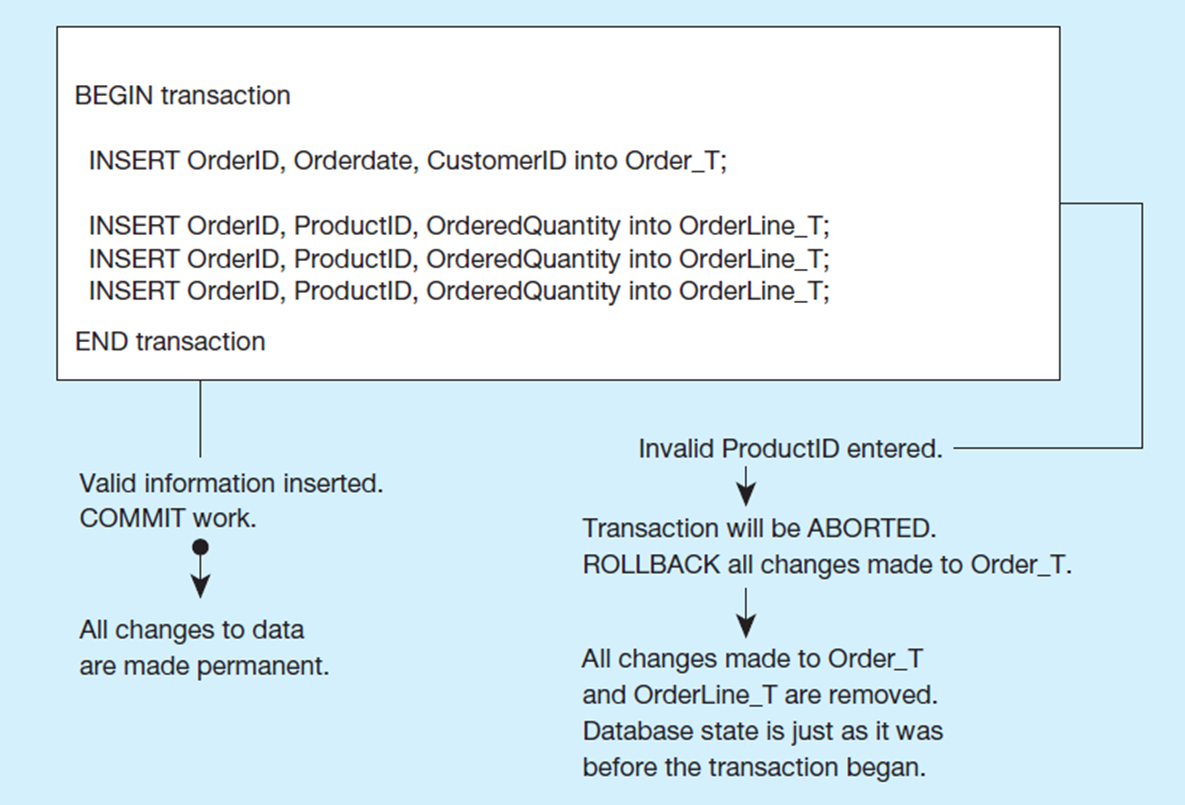 BEGIN transaction
INSERT OrderID, Orderdate, CustomerID into Order_T;
INSERT OrderID, ProductID, OrderedQuantity into OrderLine_T;
INSERT OrderID, ProductID, OrderedQuantity into OrderLine_T;
INSERT OrderID, ProductID, OrderedQuantity into OrderLine_T;
END transaction
Valid information inserted.
COMMIT work.
All changes to data
are made permanent.
Invalid ProductID entered.
Transaction will be ABORTED.
ROLLBACK all changes made to Order_T.
All changes made to Order_T
and OrderLine_T are removed.
Database state is just as it was
before the transaction began.